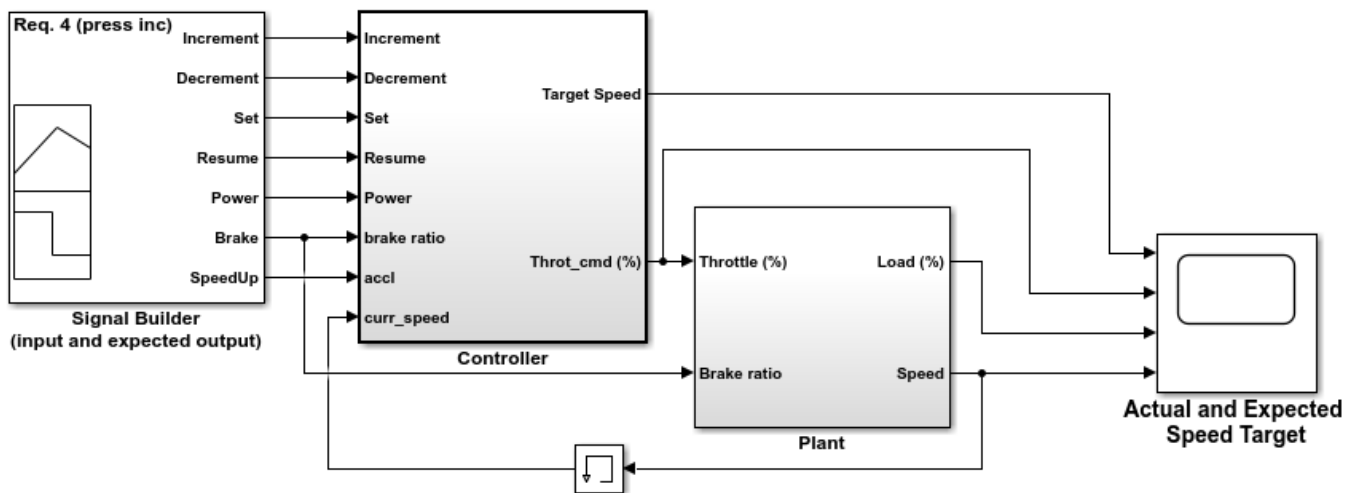 Req. 4 (press inc)
Increment
Decrement
Set
Resume
Power
Brake
SpeedUp
Signal Builder
(input and expected output)
Increment
Decrement
Set
Resume
Power
brake ratio
accl
curr_speed
Target Speed
Throt_cmd (%)
Controller
Throttle (%)
Brake ratio
Load (%)
Speed
Plant
Actual and Expected
Speed Target